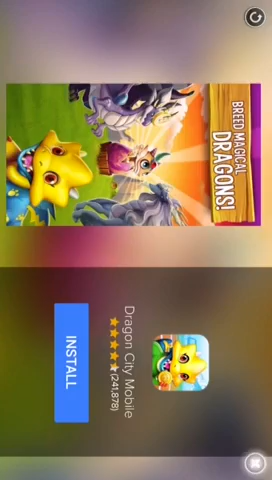 BREED MAGICAL
DRAGONS!
Dragon City Mobile
(241,878)
INSTALL